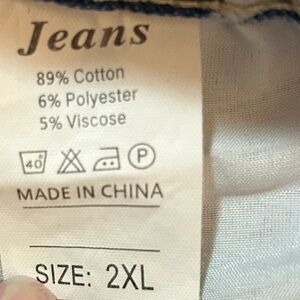 Jeans
89% Cotton
6% Polyester
5% Viscose
40 P
MADE IN CHINA
SIZE: 2XL